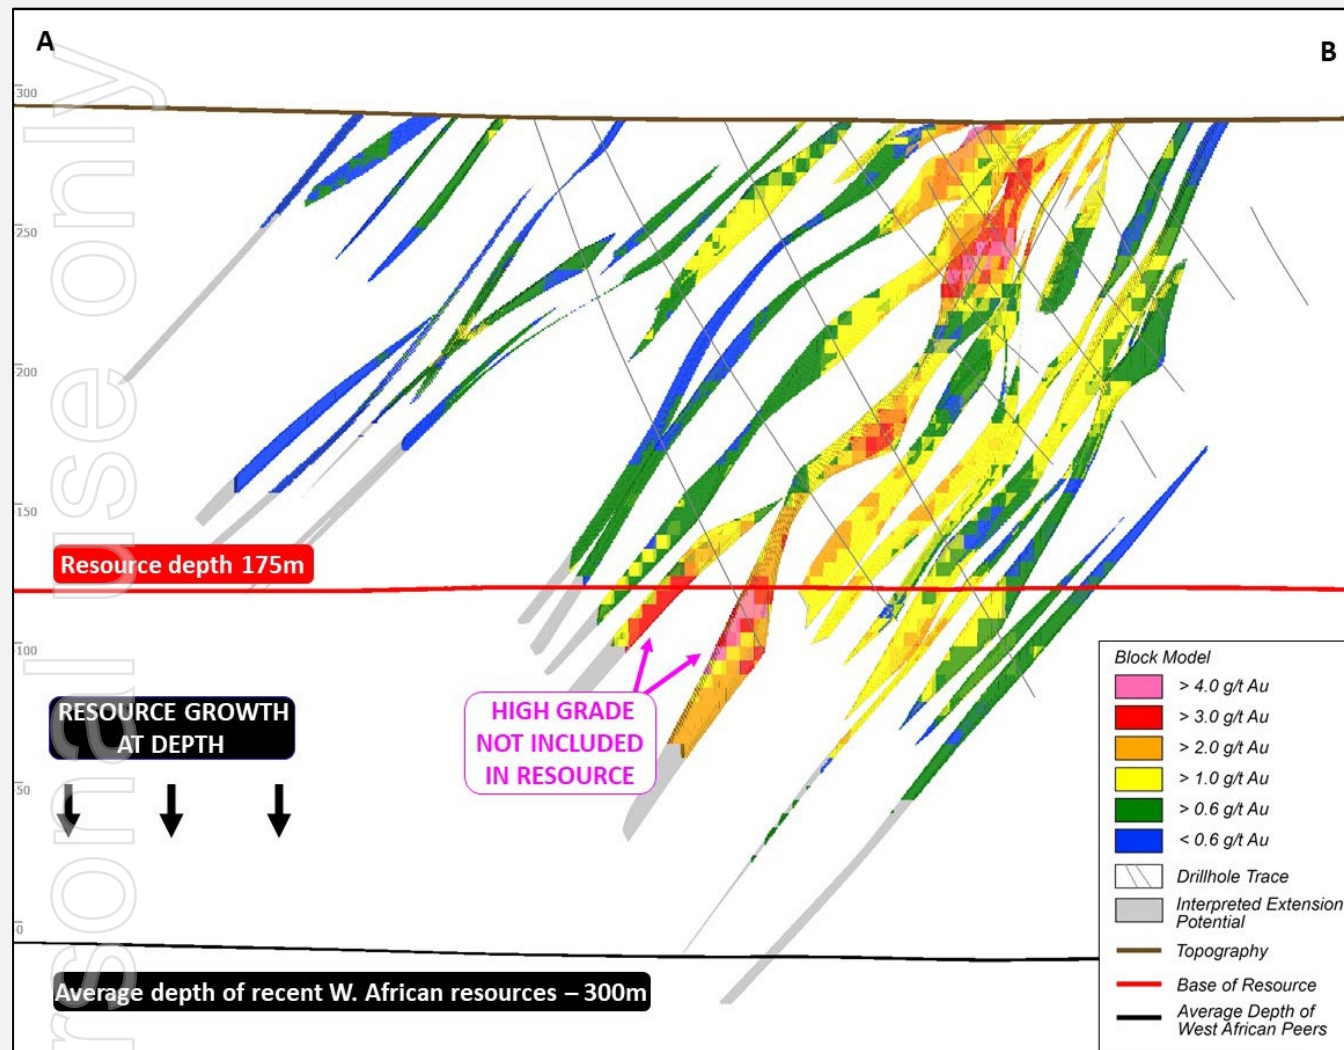 A
B
300
250
200
150
100
50
0
Resource depth 175m
RESOURCE GROWTH
AT DEPTH
HIGH GRADE
NOT INCLUDED
IN RESOURCE
Average depth of recent W. African resources – 300m
Block Model
> 4.0 g/t Au
> 3.0 g/t Au
> 2.0 g/t Au
> 1.0 g/t Au
> 0.6 g/t Au
< 0.6 g/t Au
Drillhole Trace
Interpreted Extension
Potential
Topography
Base of Resource
Average Depth of
West African Peers
rsonal use only